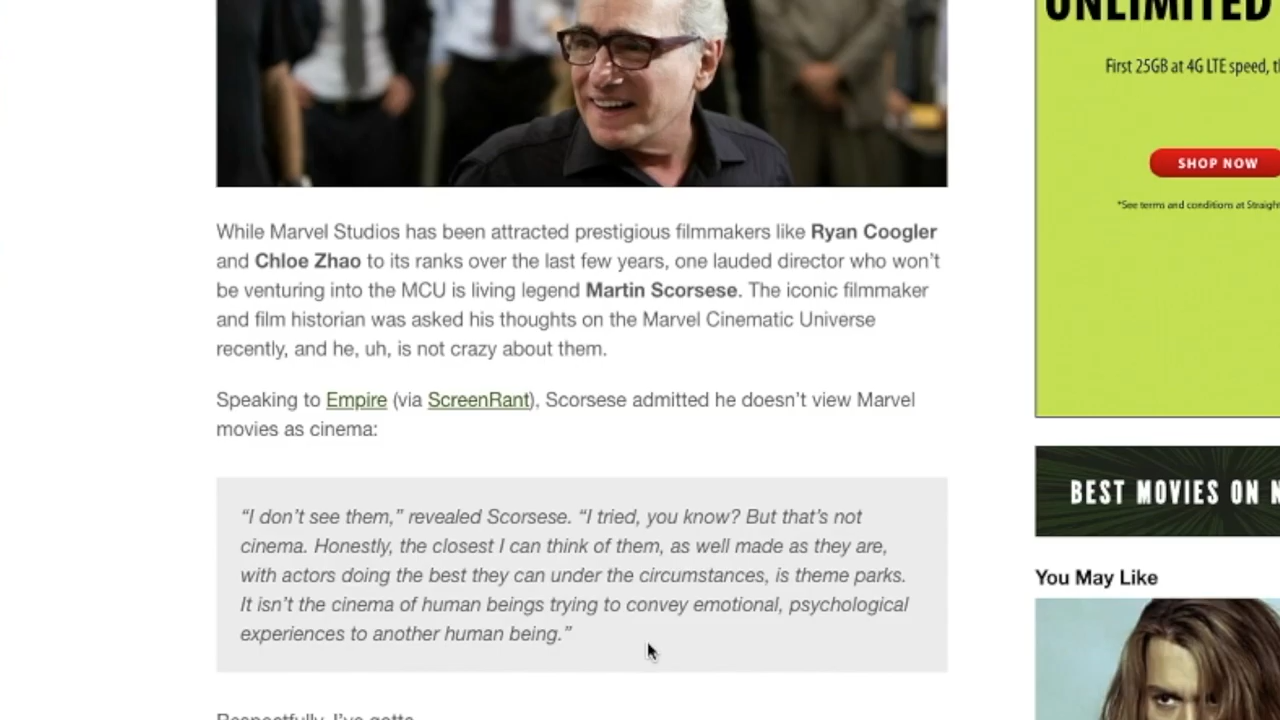 UNLIMITED
First 25GB at 4G LTE speed,
SHOP NOW
*See terms and conditions at
While Marvel Studios has been attracted prestigious filmmakers like Ryan Coogler
and Chloe Zhao to its ranks over the last few years, one lauded director who won't
be venturing into the MCU is living legend Martin Scorsese. The iconic filmmaker
and film historian was asked his thoughts on the Marvel Cinematic Universe
recently, and he, uh, is not crazy about them.
Speaking to Empire (via ScreenRant), Scorsese admitted he doesn't view Marvel
movies as cinema:
“I don't see them,” revealed Scorsese. “I tried, you know? But that's not
cinema. Honestly, the closest I can think of them, as well made as they are,
with actors doing the best they can under the circumstances, is theme parks.
It isn't the cinema of human beings trying to convey emotional, psychological
experiences to another human being.”
Respectfully, I've gotta
BEST MOVIES ON N
You May Like